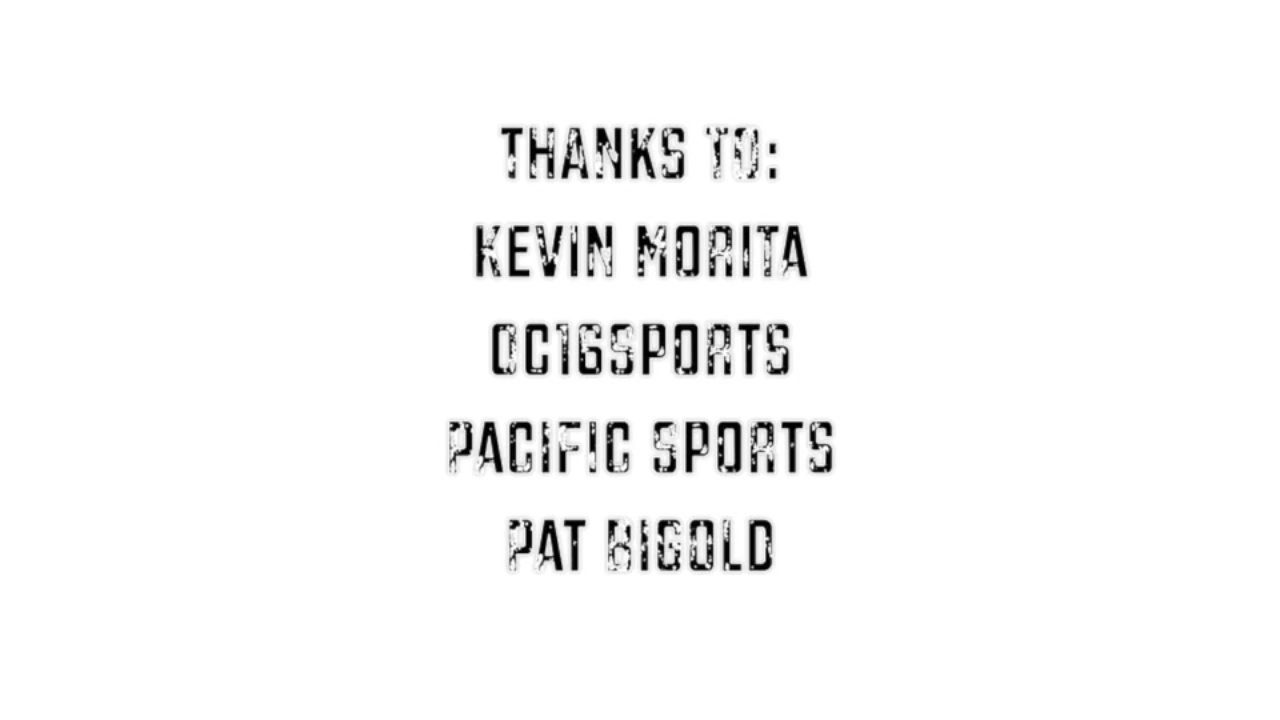 THANKS TO:
KEVIN MORITA
OC16SPORTS
PACIFIC SPORTS
PAT BIGOLD